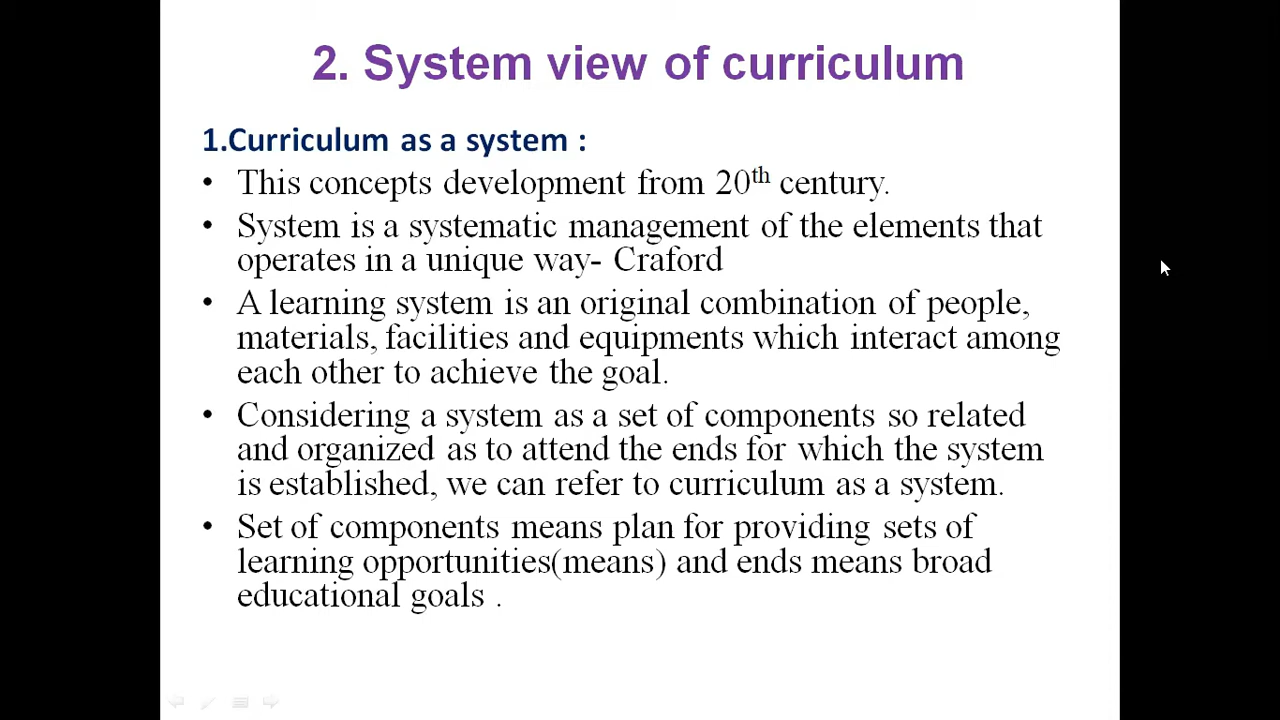 2. System view of curriculum
1.Curriculum as a system :
• This concepts development from 20th century.
• System is a systematic management of the elements that
operates in a unique way- Craford
• A learning system is an original combination of people,
materials, facilities and equipments which interact among
each other to achieve the goal.
• Considering a system as a set of components so related
and organized as to attend the ends for which the system
is established, we can refer to curriculum as a system.
• Set of components means plan for providing sets of
learning opportunities(means) and ends means broad
educational goals .